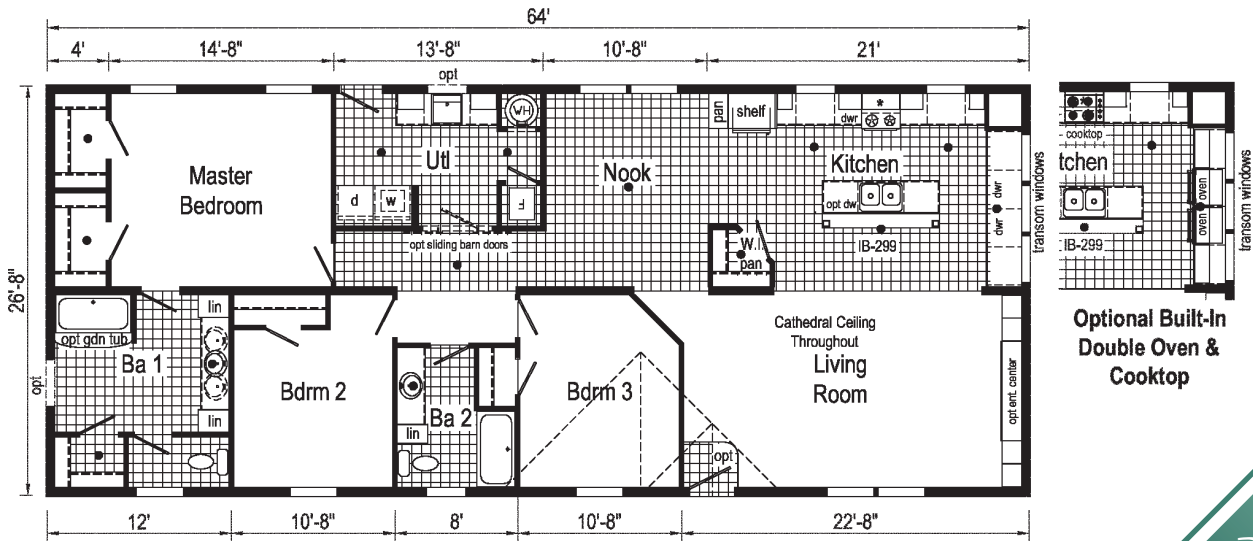 64'
4'
14'-8"
13'-8"
10'-8"
21'
26'-8"
opt
WH
pan
shelf
dwr
*
Utl
Master
Bedroom
Nook
Kitchen
d
w
F
opt dw
dwr
dwr
transom windows
opt sliding barn doors
W.I.
pan
IB-299
lin
opt gdn tub
Ba 1
opt
lin
Bdrm 2
Ba 2
lin
Bdrm 3
Cathedral Ceiling
Throughout
Living
Room
opt ent. center
opt
12'
10'-8"
8'
10'-8"
22'-8"
cooktop
tchen
oven
oven
IB-299
transom windows
Optional Built-In
Double Oven &
Cooktop